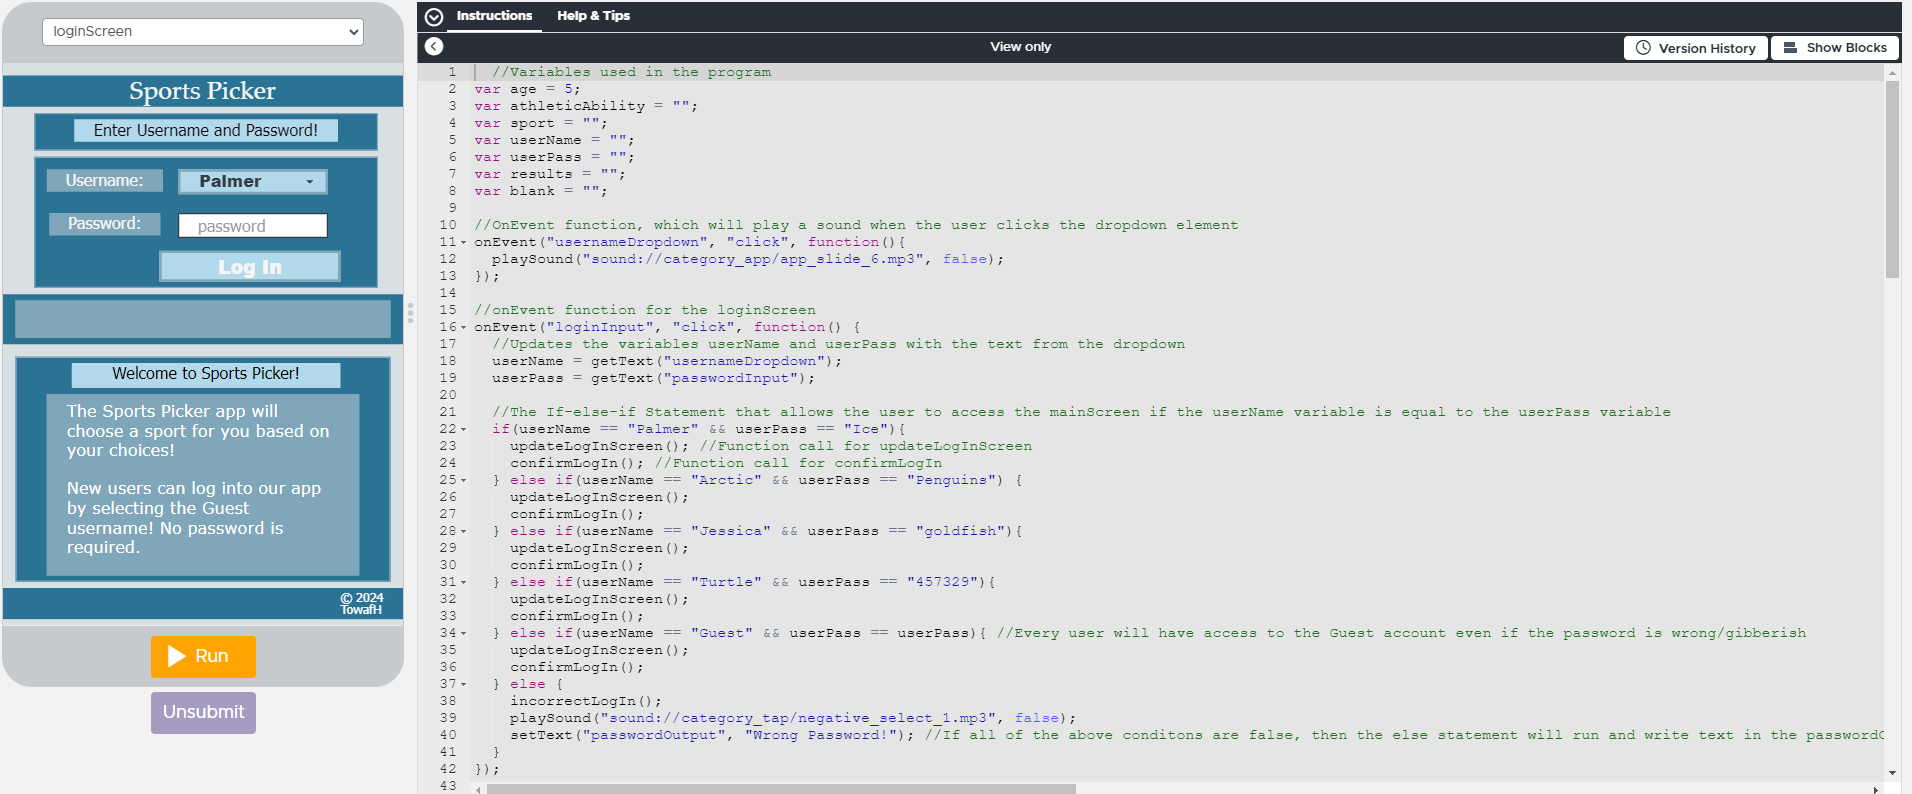 loginScreen
Sports Picker
Enter Username and Password!
Username:
Palmer
Password:
password
Log In
Welcome to Sports Picker!
The Sports Picker app will
choose a sport for you based on
your choices!
New users can log into our app
by selecting the Guest
username! No password is
required.
© 2024
TowafH
Run
Unsubmit
Instructions
Help & Tips
View only
Version History
Show Blocks
1 //Variables used in the program
2 var age = 5;
3 var athleticAbility = "";
4 var sport = "";
5 var userName = "";
6 var userPass = "";
7 var results = "";
8 var blank = "";
9
10 //OnEvent function, which will play a sound when the user clicks the dropdown element
11 onEvent("usernameDropdown", "click", function(){
12 playSound("sound://category_app/app_slide_6.mp3", false);
13 });
14
15 //onEvent function for the loginScreen
16 onEvent("loginInput", "click", function() {
17 //Updates the variables userName and userPass with the text from the dropdown
18 userName = getText("usernameDropdown");
19 userPass = getText("passwordInput");
20
21 //The If-else-if Statement that allows the user to access the mainScreen if the userName variable is equal to the userPass variable
22 if(userName == "Palmer" && userPass == "Ice"){
23 updateLogInScreen(); //Function call for updateLogInScreen
24 confirmLogIn(); //Function call for confirmLogIn
25 } else if(userName == "Arctic" && userPass == "Penguins") {
26 updateLogInScreen();
27 confirmLogIn();
28 } else if(userName == "Jessica" && userPass == "goldfish"){
29 updateLogInScreen();
30 confirmLogIn();
31 } else if(userName == "Turtle" && userPass == "457329"){
32 updateLogInScreen();
33 confirmLogIn();
34 } else if(userName == "Guest" && userPass == userPass){ //Every user will have access to the Guest account even if the password is wrong/gibberish
35 updateLogInScreen();
36 confirmLogIn();
37 } else {
38 incorrectLogIn();
39 playSound("sound://category_tap/negative_select_1.mp3", false);
40 setText("passwordOutput", "Wrong Password!"); //If all of the above conditons are false, then the else statement will run and write text in the password
41 }
42 });
43